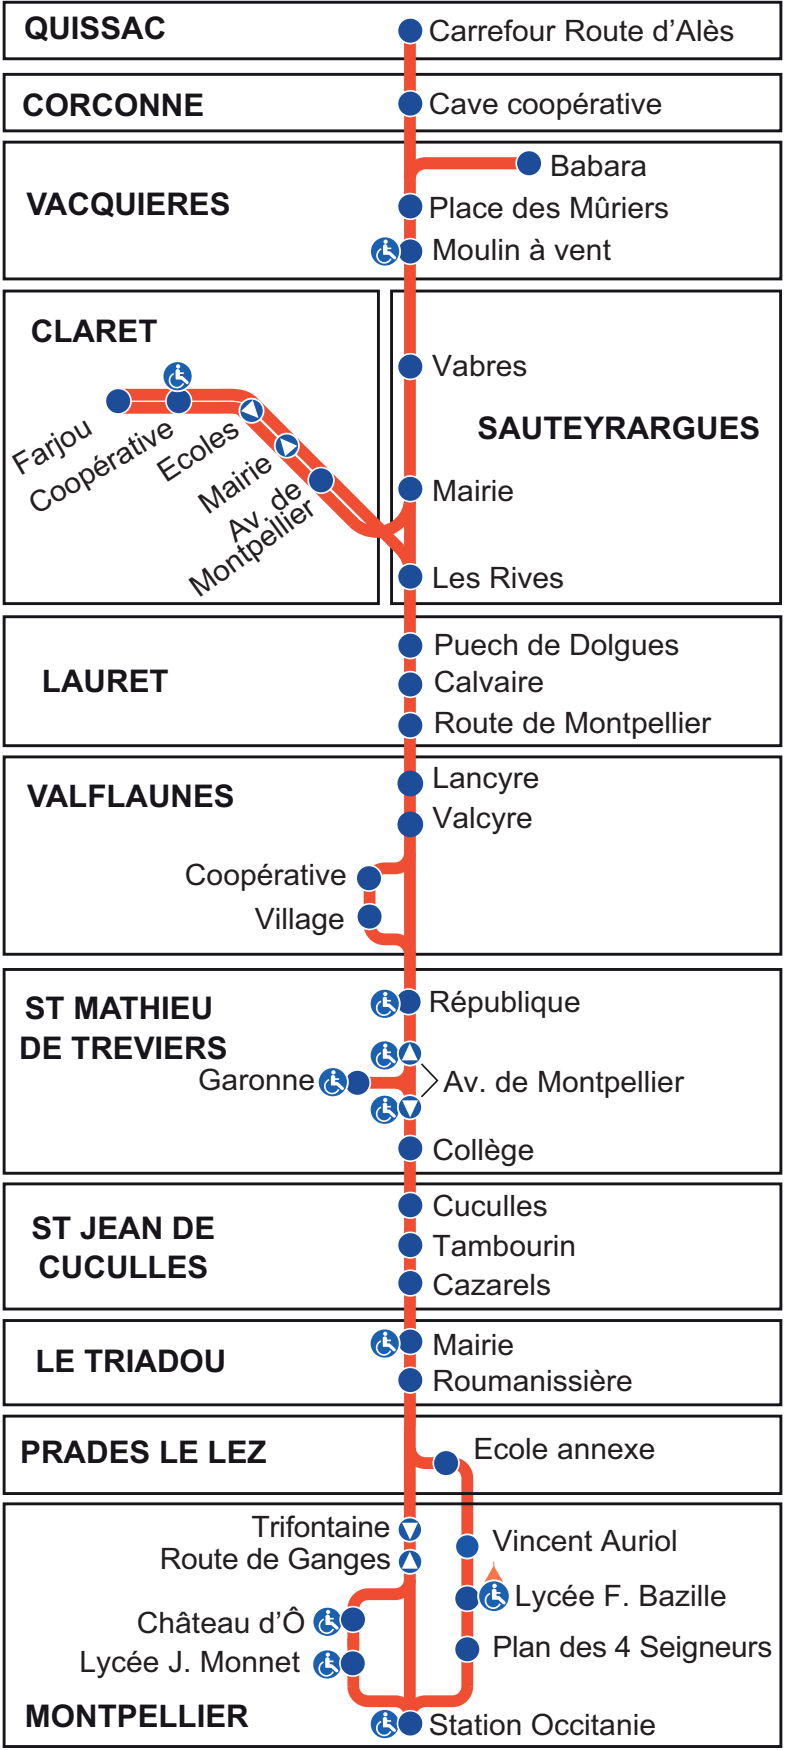 QUISSAC
Carrefour Route d'Alès
CORCONNE
Cave coopérative
VACQUIERES
Babara
Place des Mûriers
Moulin à vent
CLARET
Farjou
Coopérative
Ecoles
Mairie
Av. de
Montpellier
SAUTEYRARGUES
Vabres
Mairie
Les Rives
LAURET
Puech de Dolgues
Calvaire
Route de Montpellier
VALFLAUNES
Lancyre
Valcyre
Coopérative
Village
ST MATHIEU
DE TREVIERS
République
Garonne
Av. de Montpellier
Collège
ST JEAN DE
CUCULLES
Cuculles
Tambourin
Cazarels
LE TRIADOU
Mairie
Roumanissière
PRADES LE LEZ
Ecole annexe
Trifontaine
Route de Ganges
Vincent Auriol
Lycée F. Bazille
Château d'Ô
Lycée J. Monnet
Plan des 4 Seigneurs
MONTPELLIER
Station Occitanie